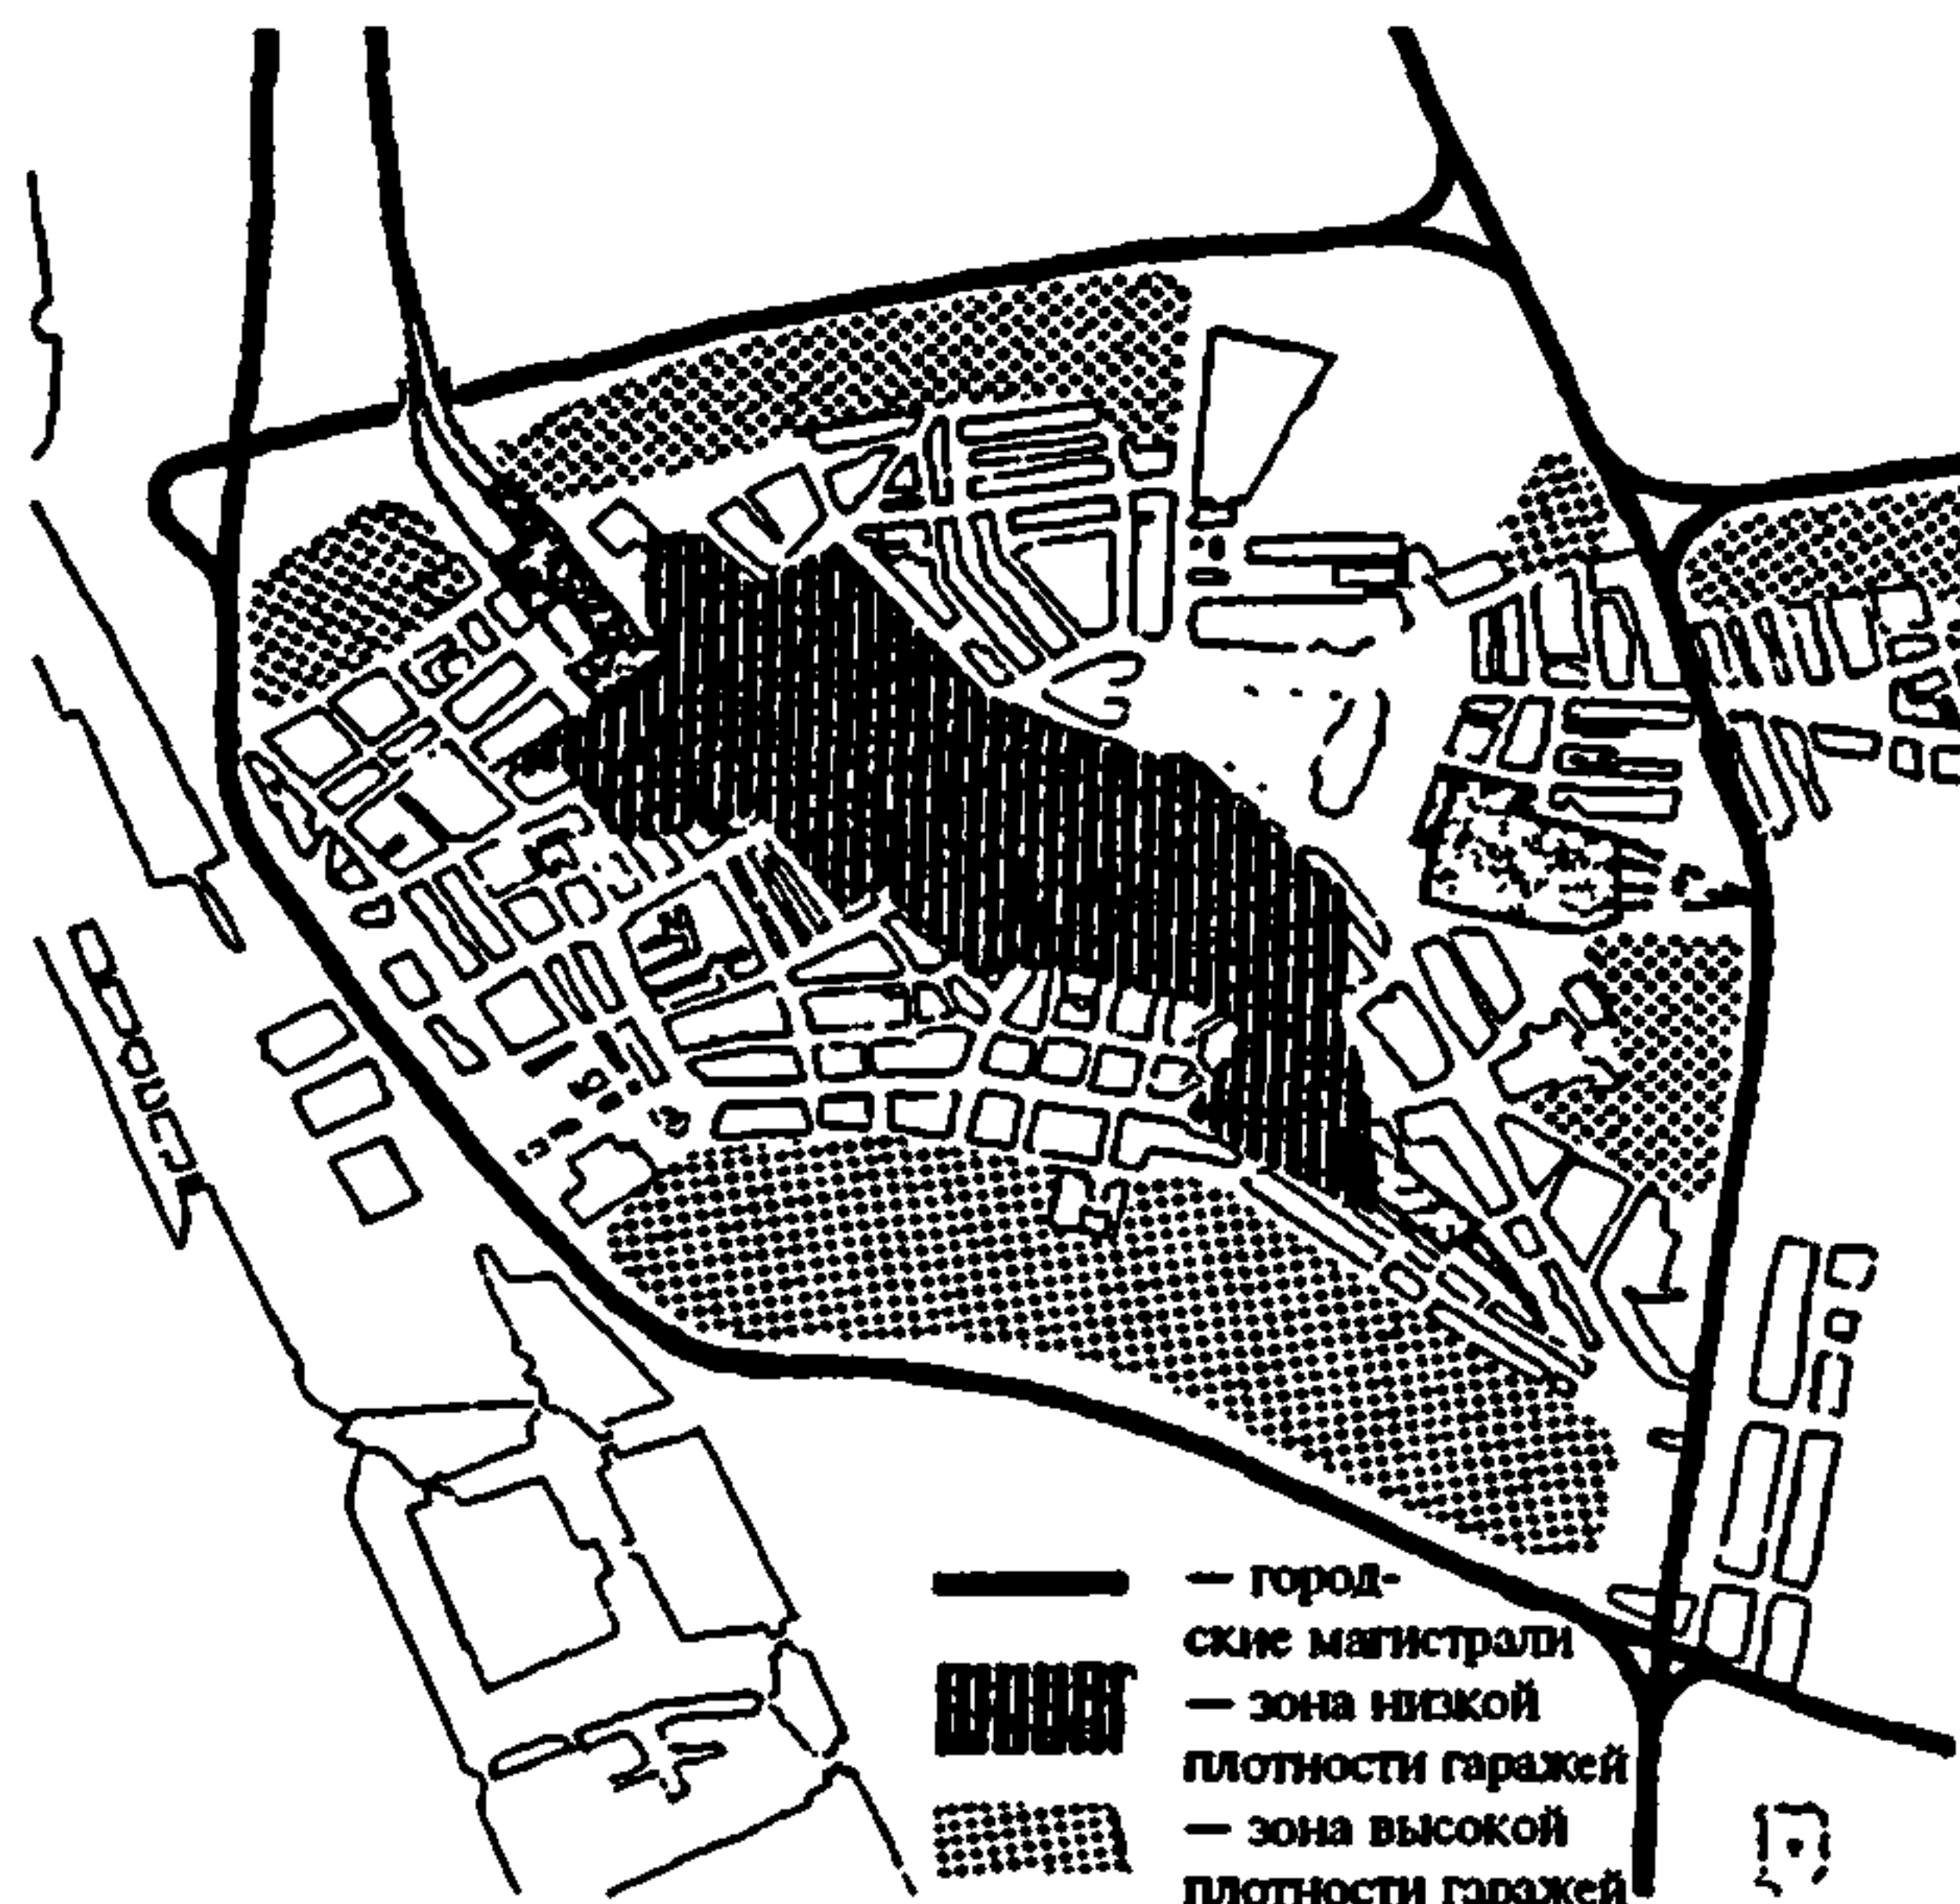 — город-
ские магистрали
— зона низкой
плотности гаражей
— зона высокой
плотности гаражей